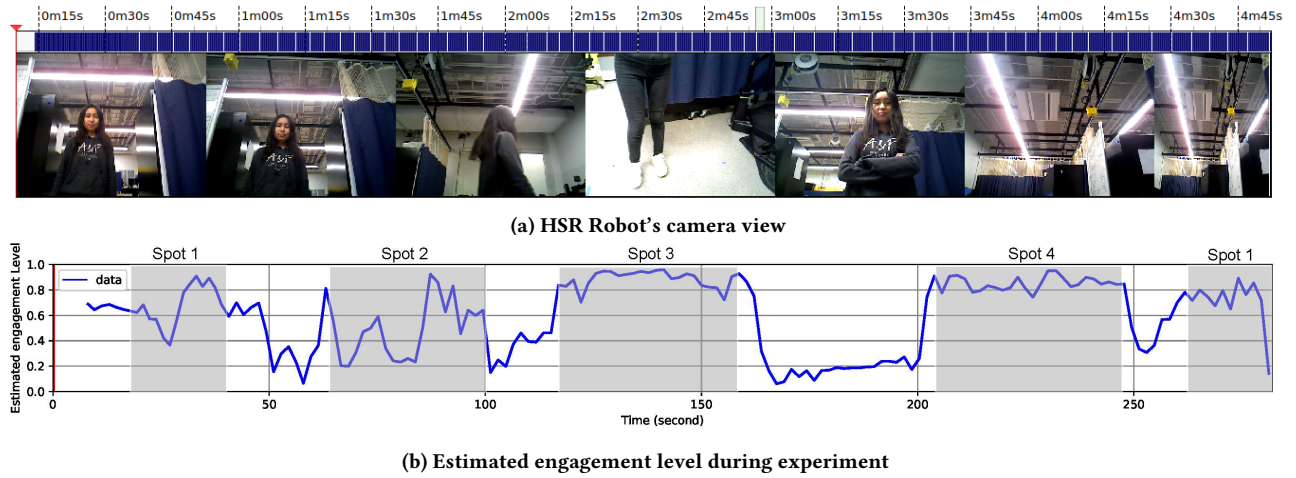 0m15s 0m30s 0m45s 1m00s 1m15s 1m30s 1m45s 2m00s 2m15s 2m30s 2m45s 3m00s 3m15s 3m30s 3m45s 4m00s 4m15s 4m30s 4m45s
A&F A&F A&F
(a) HSR Robot's camera view
Spot 1 Spot 2 Spot 3 Spot 4 Spot 1
Estimated engagement Level
1.0
data
0.8
0.6
0.4
0.2
0.0
0 50 100 150 200 250
Time (second)
(b) Estimated engagement level during experiment